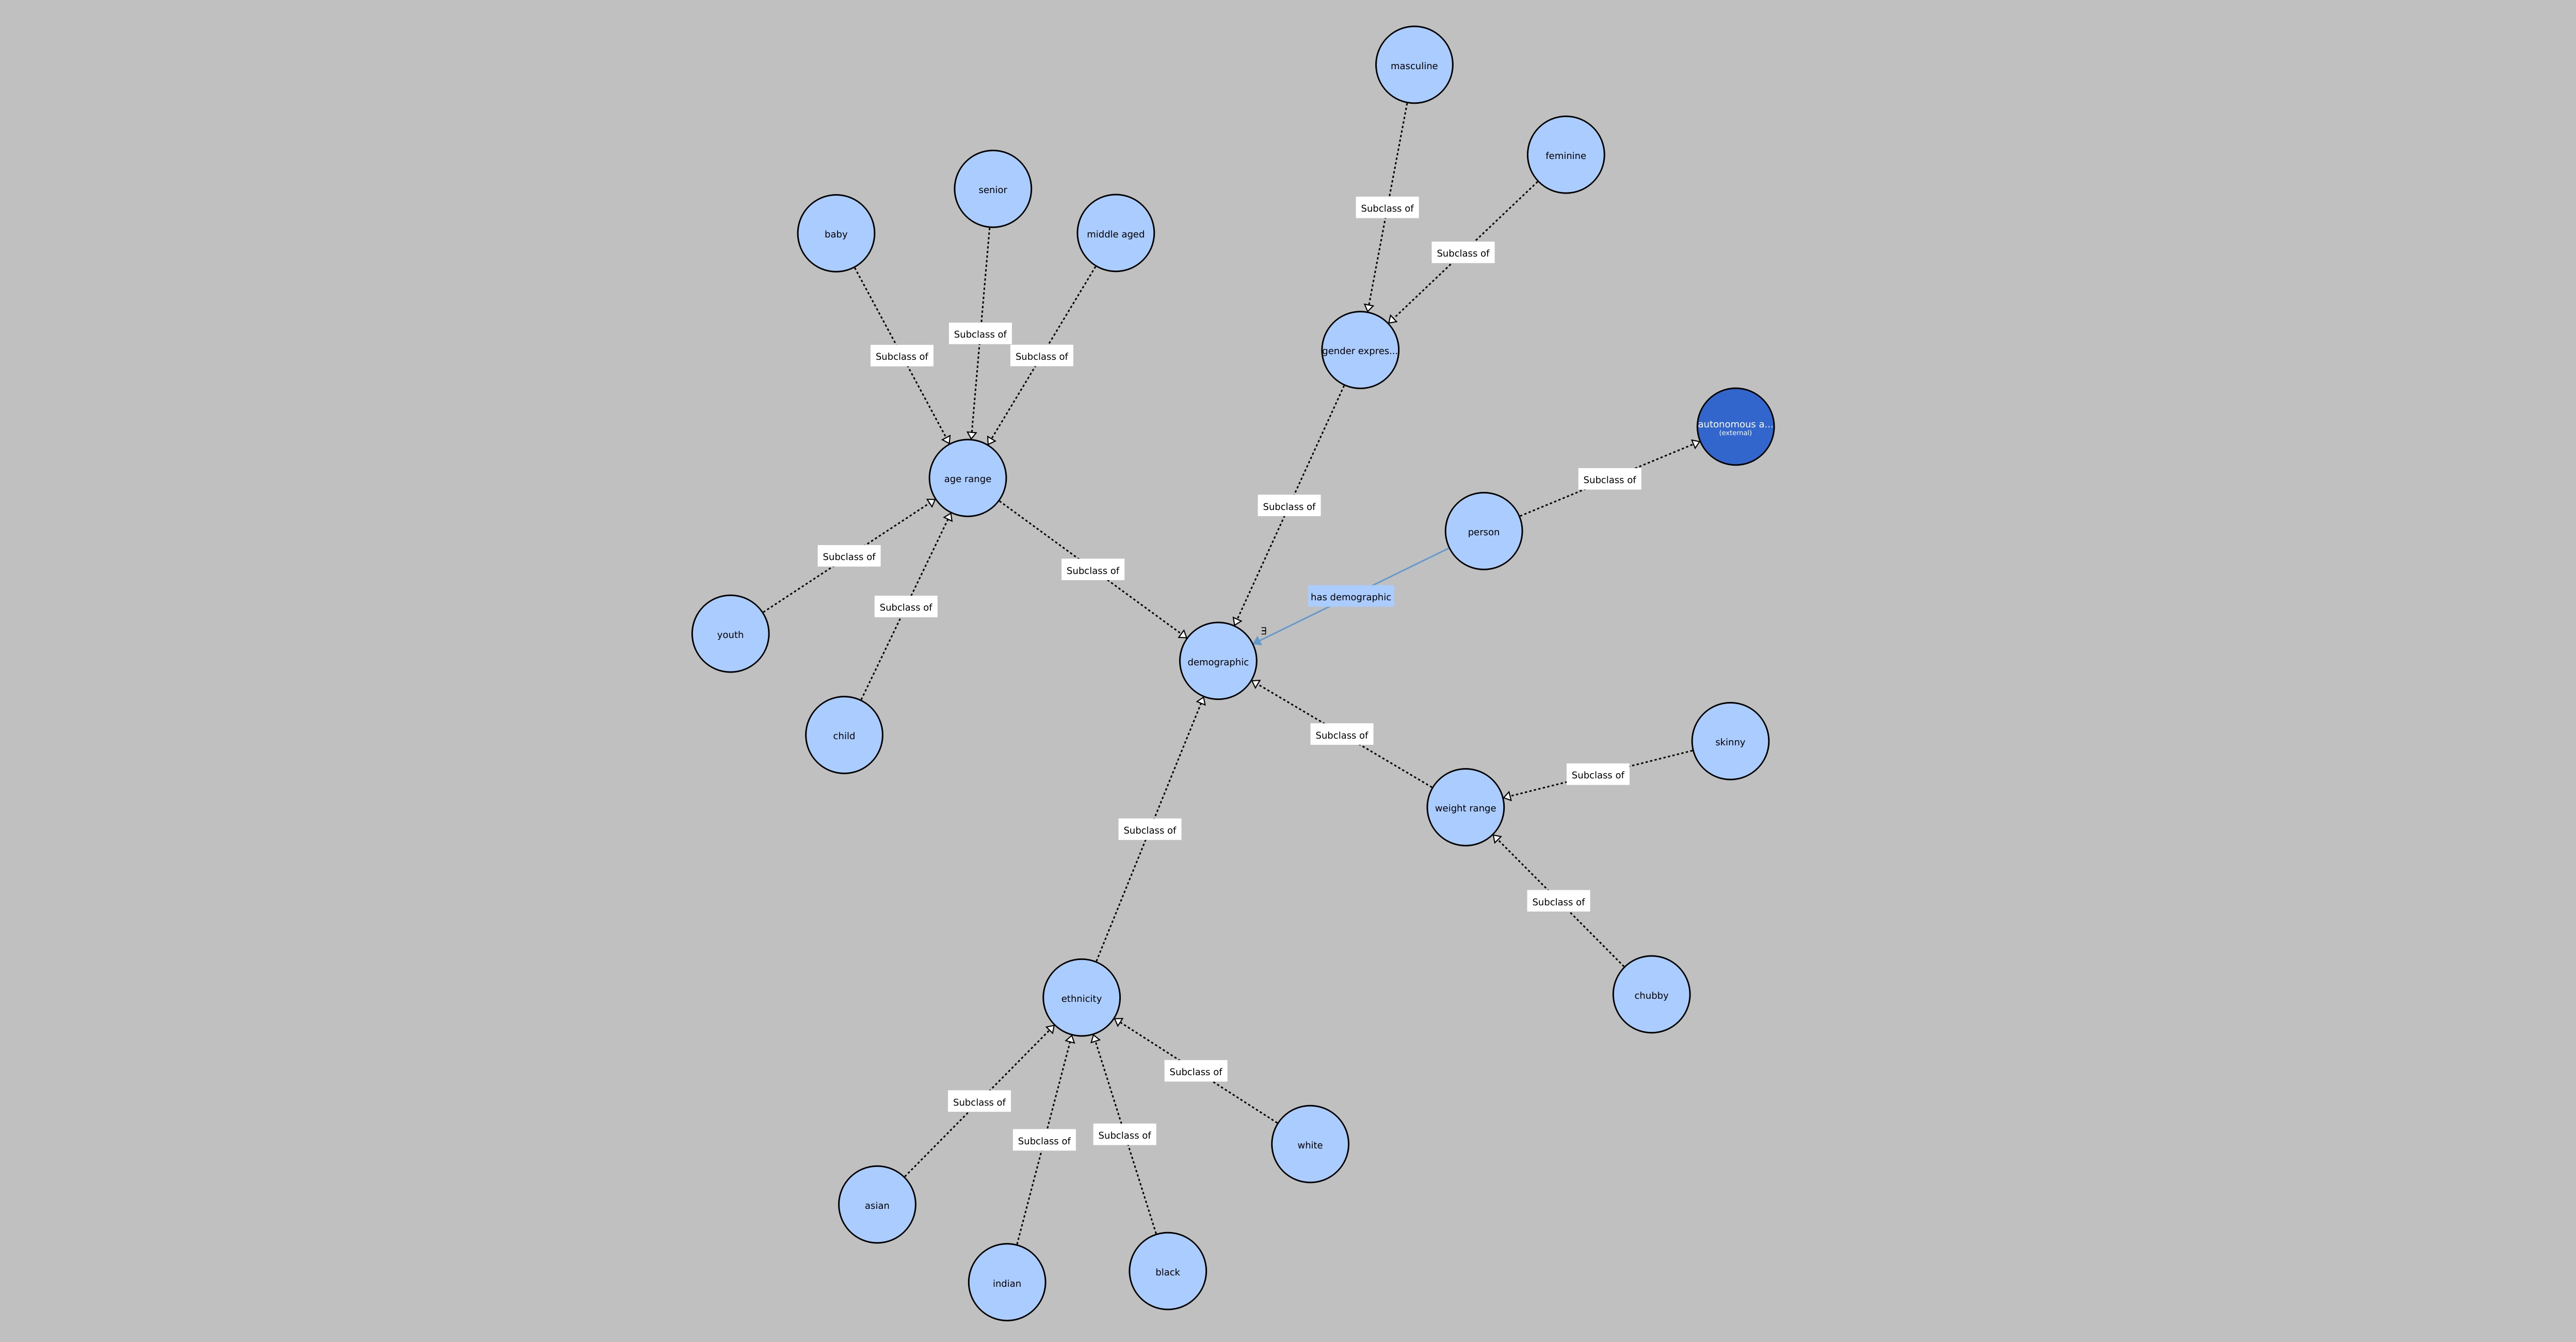 masculine
feminine
senior
Subclass of
baby
middle aged
Subclass of
Subclass of
Subclass of
Subclass of
gender expres...
autonomous a...
(external)
age range
Subclass of
Subclass of
person
Subclass of
Subclass of
has demographic
Subclass of
youth
∃
demographic
child
Subclass of
skinny
Subclass of
weight range
Subclass of
Subclass of
chubby
ethnicity
Subclass of
Subclass of
Subclass of
Subclass of
white
asian
black
indian